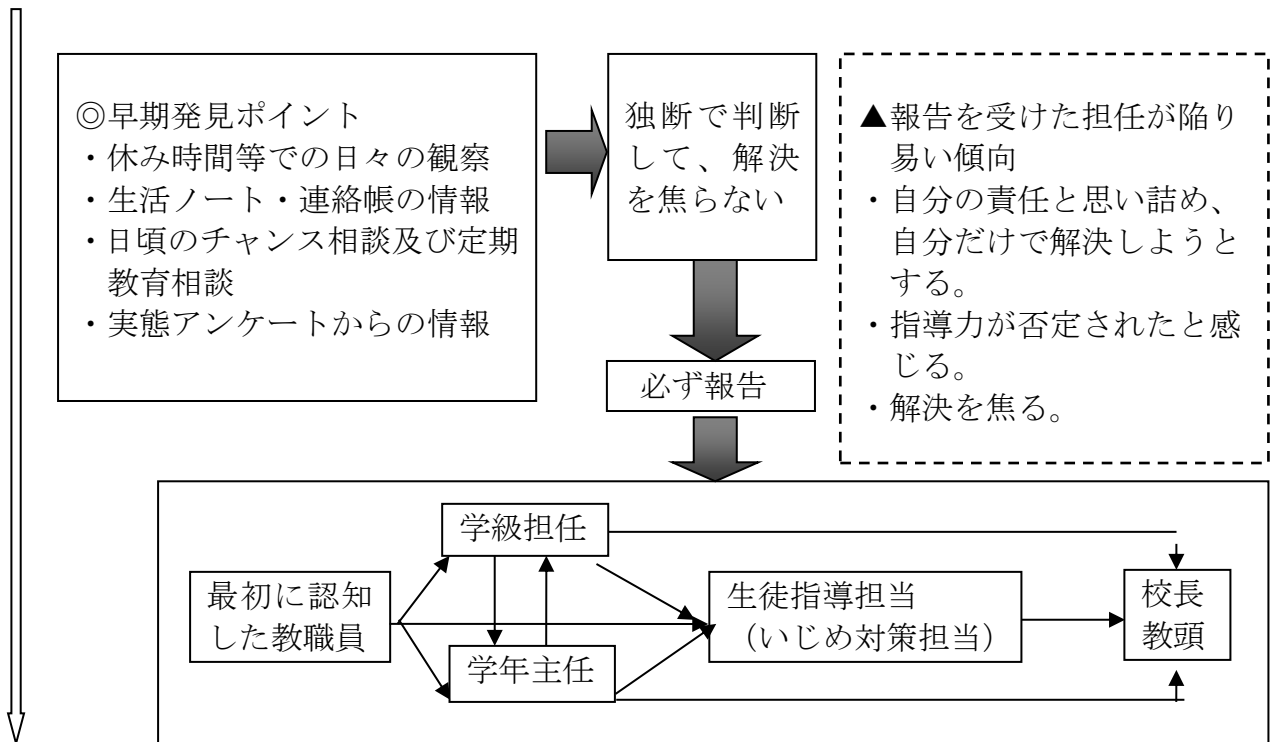 ◎早期発見ポイント
・休み時間等での日々の観察
・生活ノート・連絡帳の情報
・日頃のチャンス相談及び定期
教育相談
・実態アンケートからの情報
独断で判断
して、解決
を焦らない
▲報告を受けた担任が陥り
易い傾向
・自分の責任と思い詰め、
自分だけで解決しようと
する。
・指導力が否定されたと感
じる。
・解決を焦る。
必ず報告
学級担任
最初に認知
した教職員
生徒指導担当
（いじめ対策担当）
校長
教頭
学年主任